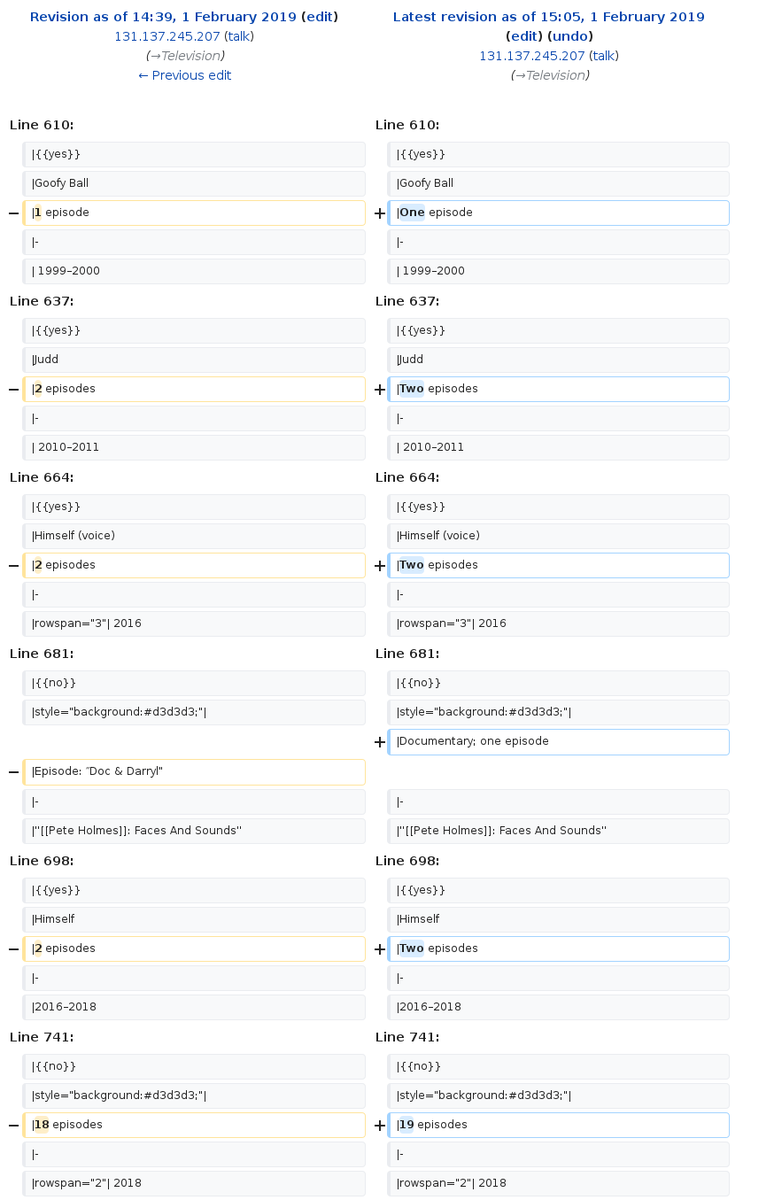 Revision as of 14:39, 1 February 2019 (edit)
131.137.245.207 (talk)
(→Television)
← Previous edit
Latest revision as of 15:05, 1 February 2019
(edit) (undo)
131.137.245.207 (talk)
(→Television)
Line 610: Line 610:
|{{yes}} |{{yes}}
|Goofy Ball |Goofy Ball
− |1 episode + |One episode
|- |-
| 1999–2000 | 1999–2000
Line 637: Line 637:
|{{yes}} |{{yes}}
|Judd |Judd
− |2 episodes + |Two episodes
|- |-
| 2010–2011 | 2010–2011
Line 664: Line 664:
|{{yes}} |{{yes}}
|Himself (voice) |Himself (voice)
− |2 episodes + |Two episodes
|- |-
|rowspan="3"| 2016 |rowspan="3"| 2016
Line 681: Line 681:
|{{no}} |{{no}}
|style="background:#d3d3d3;"| |style="background:#d3d3d3;"|
+ |Documentary; one episode
− |Episode: ″Doc & Darryl"
|- |-
|''[[Pete Holmes]]: Faces And Sounds'' |''[[Pete Holmes]]: Faces And Sounds''
Line 698: Line 698:
|{{yes}} |{{yes}}
|Himself |Himself
− |2 episodes + |Two episodes
|- |-
|2016–2018 |2016–2018
Line 741: Line 741:
|{{no}} |{{no}}
|style="background:#d3d3d3;"| |style="background:#d3d3d3;"|
− |18 episodes + |19 episodes
|- |-
|rowspan="2"| 2018 |rowspan="2"| 2018